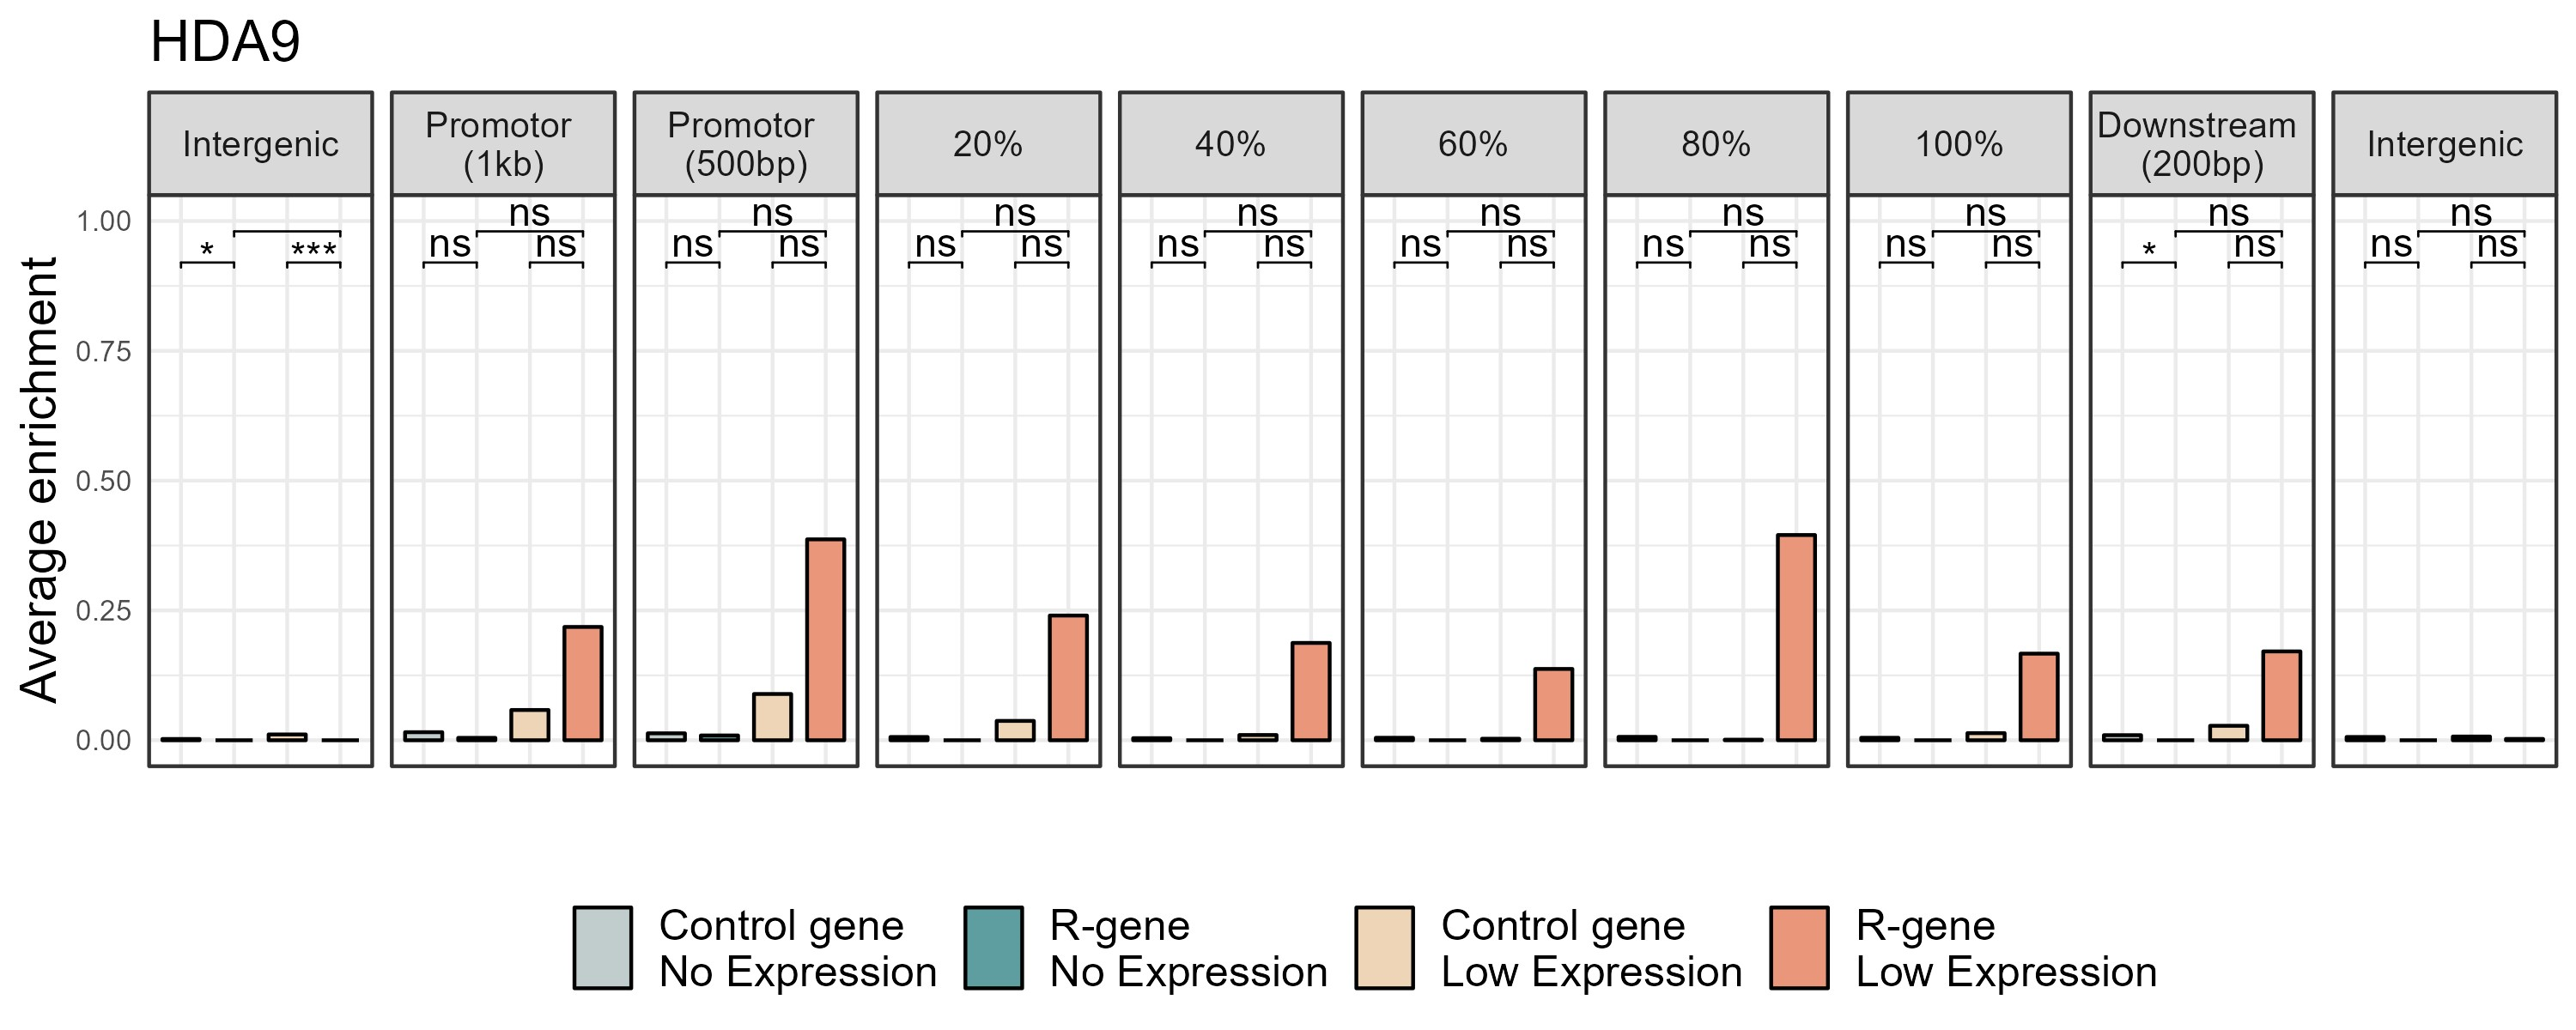 HDA9
Intergenic
Promotor
(1kb)
Promotor
(500bp)
20%
40%
60%
80%
100%
Downstream
(200bp)
Intergenic
Average enrichment
1.00
0.75
0.50
0.25
0.00
* ***
ns
ns ns
ns
ns ns
ns
ns ns
ns
ns ns
ns
ns ns
ns
ns ns
ns
ns ns
ns
* ns
ns
ns ns
Control gene
No Expression
R-gene
No Expression
Control gene
Low Expression
R-gene
Low Expression